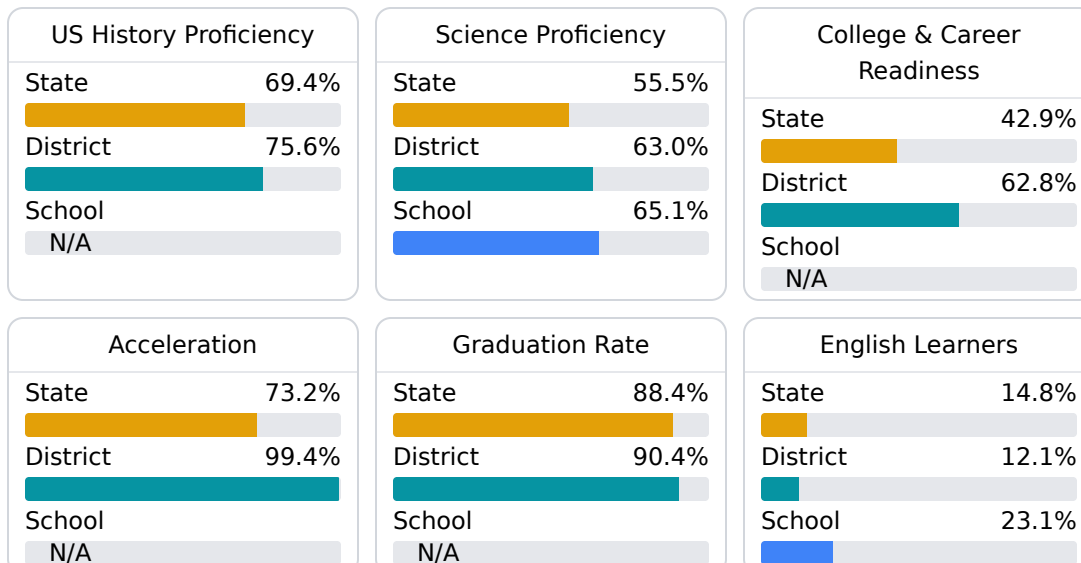 US History Proficiency
State 69.4%
District 75.6%
School
N/A
Science Proficiency
State 55.5%
District 63.0%
School 65.1%
College & Career
Readiness
State 42.9%
District 62.8%
School
N/A
Acceleration
State 73.2%
District 99.4%
School
N/A
Graduation Rate
State 88.4%
District 90.4%
School
N/A
English Learners
State 14.8%
District 12.1%
School 23.1%